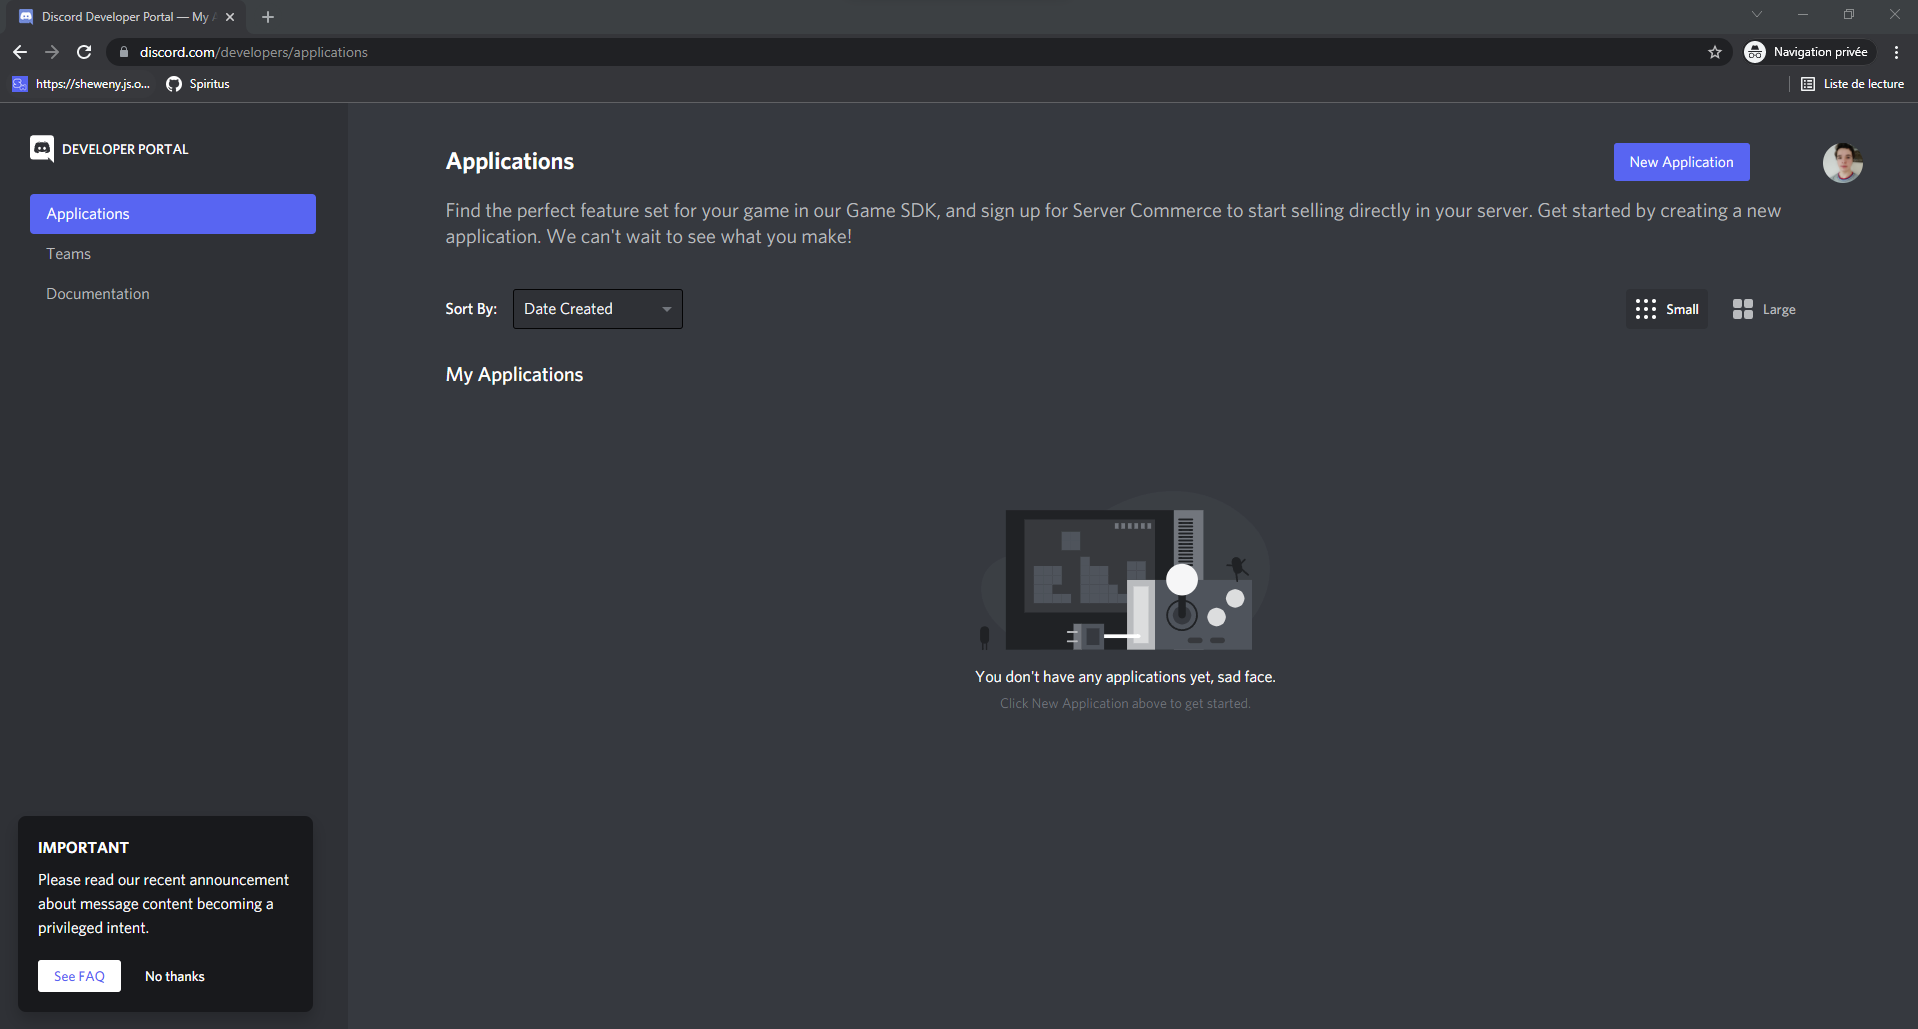 Discord Developer Portal — My
discord.com/developers/applications
Navigation privée
https://sheweny.js.o...
Spiritus
Liste de lecture
DEVELOPER PORTAL
Applications
Teams
Documentation
Applications
New Application
Find the perfect feature set for your game in our Game SDK, and sign up for Server Commerce to start selling directly in your server. Get started by creating a new
application. We can't wait to see what you make!
Sort By:
Date Created
Small
Large
My Applications
You don't have any applications yet, sad face.
Click New Application above to get started.
IMPORTANT
Please read our recent announcement
about message content becoming a
privileged intent.
See FAQ
No thanks